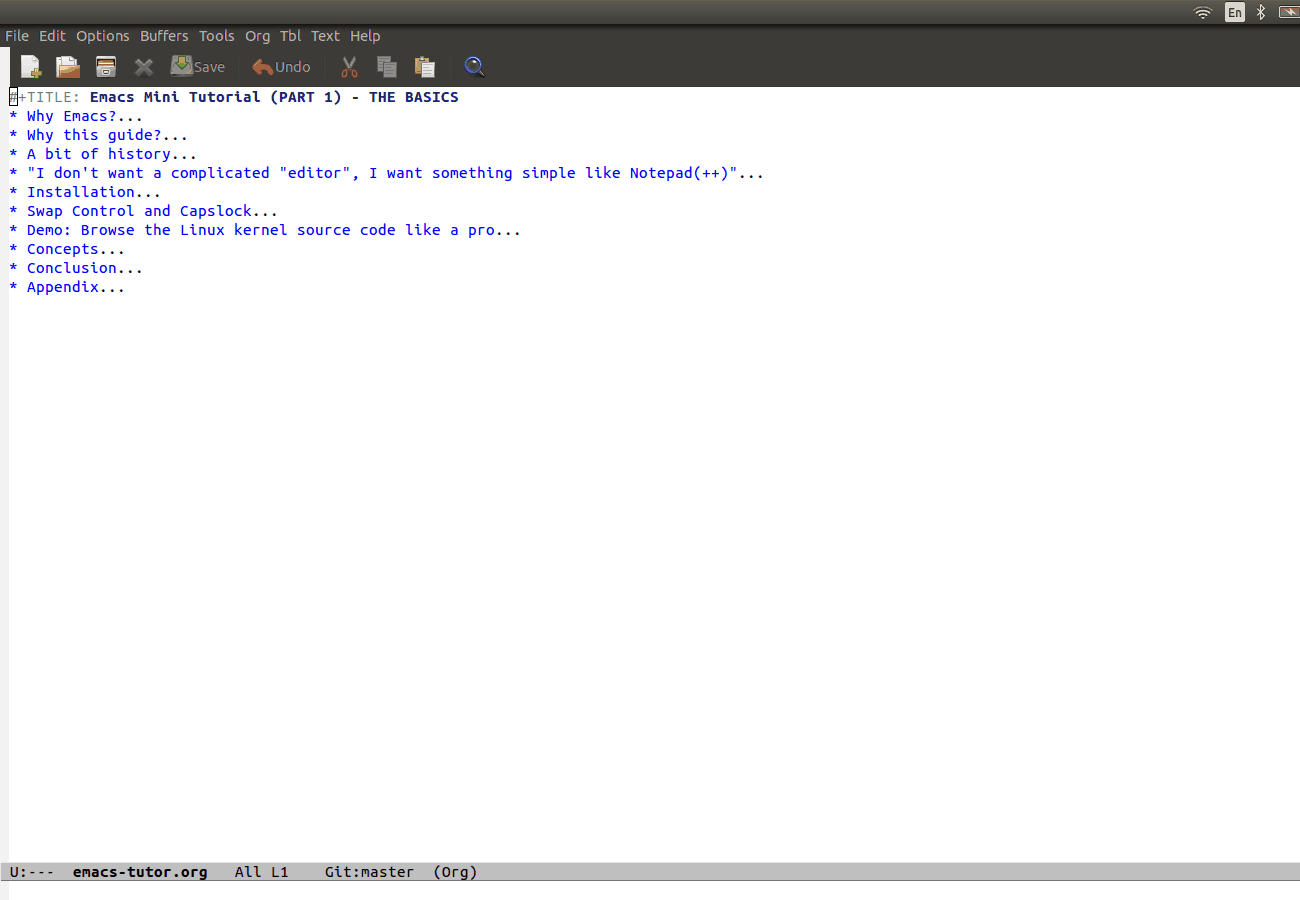 En
File Edit Options Buffers Tools Org Tbl Text Help
Save Undo
#+TITLE: Emacs Mini Tutorial (PART 1) - THE BASICS
* Why Emacs?...
* Why this guide?...
* A bit of history...
* "I don't want a complicated "editor", I want something simple like Notepad(++)"...
* Installation...
* Swap Control and Capslock...
* Demo: Browse the Linux kernel source code like a pro...
* Concepts...
* Conclusion...
* Appendix...
U:--- emacs-tutor.org All L1 Git:master (Org)